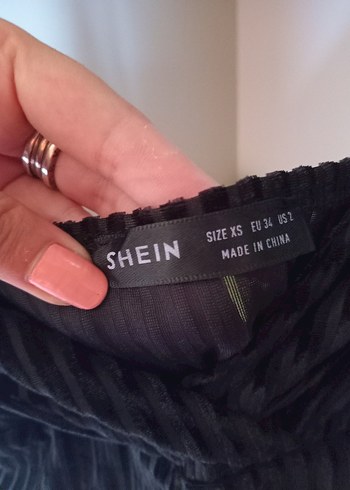 SHEIN
SIZE XS EU 34 US 2
MADE IN CHINA